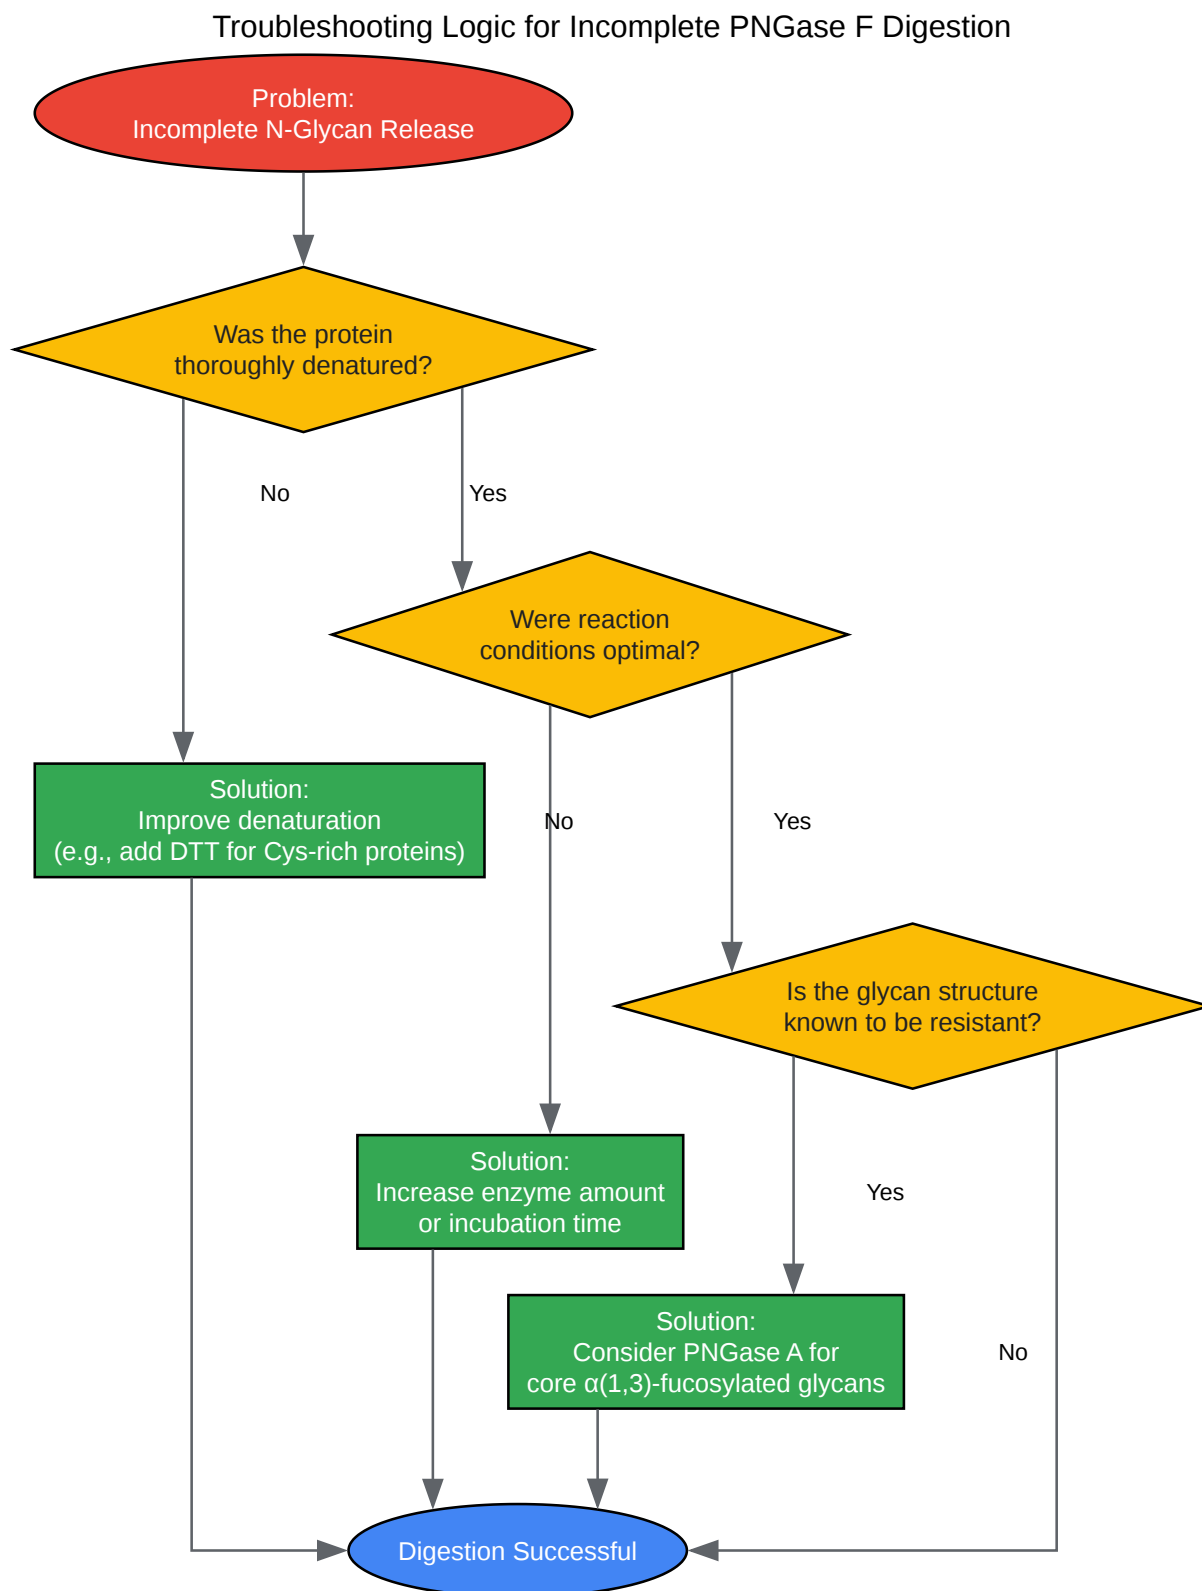 Troubleshooting Logic for Incomplete PNGase F Digestion
Problem:
Incomplete N-Glycan Release
Was the protein
thoroughly denatured?
No
Yes
Were reaction
conditions optimal?
Solution:
Improve denaturation
(e.g., add DTT for Cys-rich proteins)
No
Yes
Is the glycan structure
known to be resistant?
Solution:
Increase enzyme amount
or incubation time
Yes
Solution:
Consider PNGase A for
core α(1,3)-fucosylated glycans
No
Digestion Successful